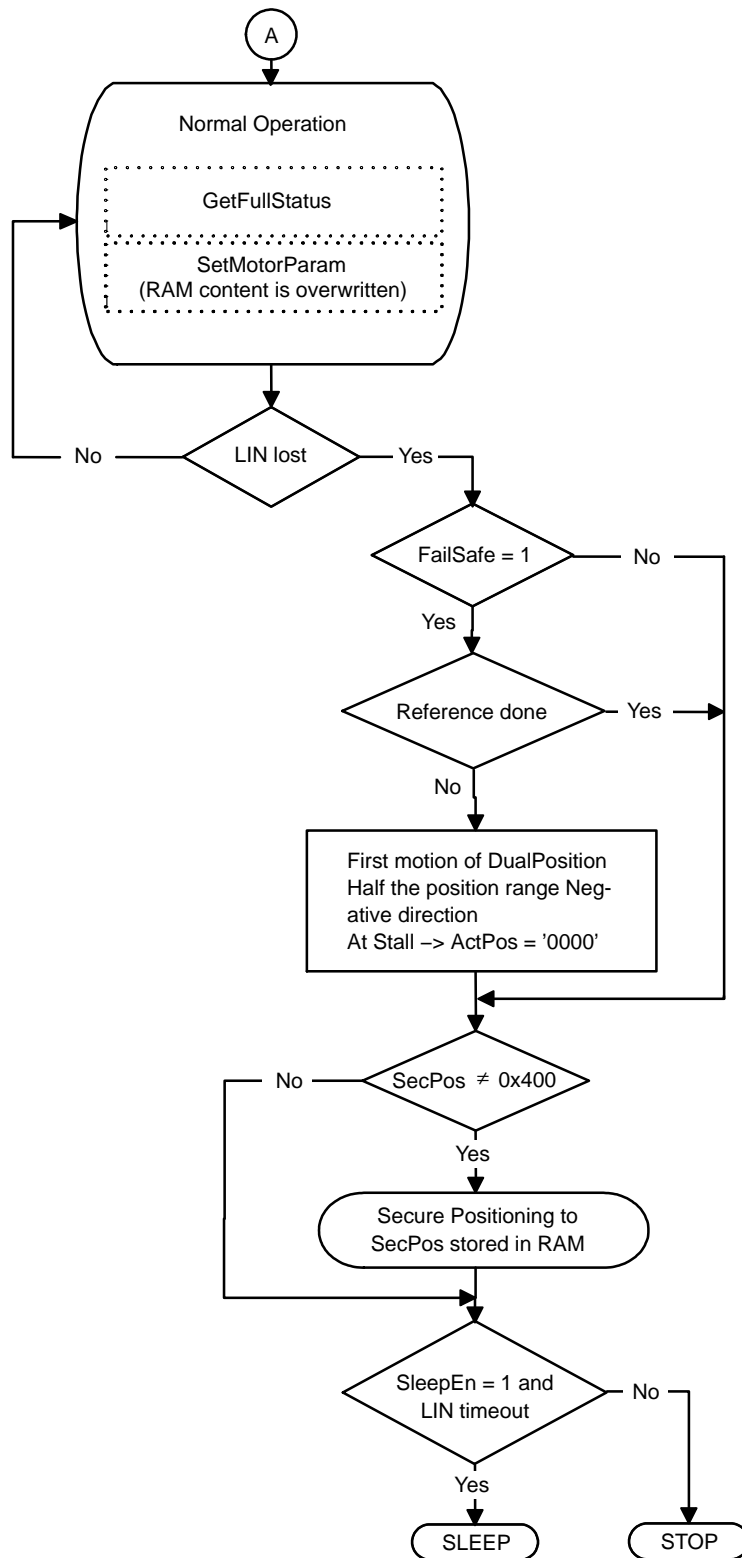 A
Normal Operation
GetFullStatus
SetMotorParam
(RAM content is overwritten)
No
LIN lost
Yes
FailSafe = 1
No
Yes
Reference done
Yes
No
First motion of DualPosition
Half the position range Neg-
ative direction
At Stall −> ActPos = '0000'
No
SecPos ≠ 0x400
Yes
Secure Positioning to
SecPos stored in RAM
SleepEn = 1 and
LIN timeout
No
Yes
SLEEP
STOP